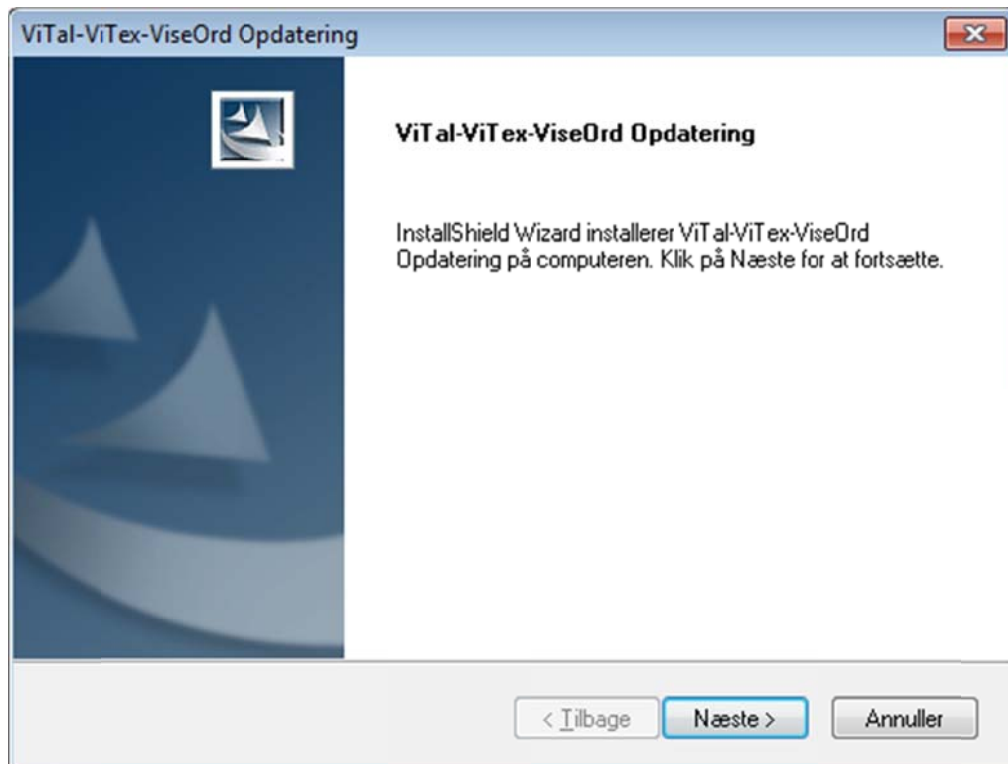 ViTal-ViTex-ViseOrd Opdatering
ViTal-ViTex-ViseOrd Opdatering
InstallShield Wizard installerer ViTal-ViTex-ViseOrd
Opdatering på computeren. Klik på Næste for at fortsætte.
< Tilbage
Næste >
Annuller